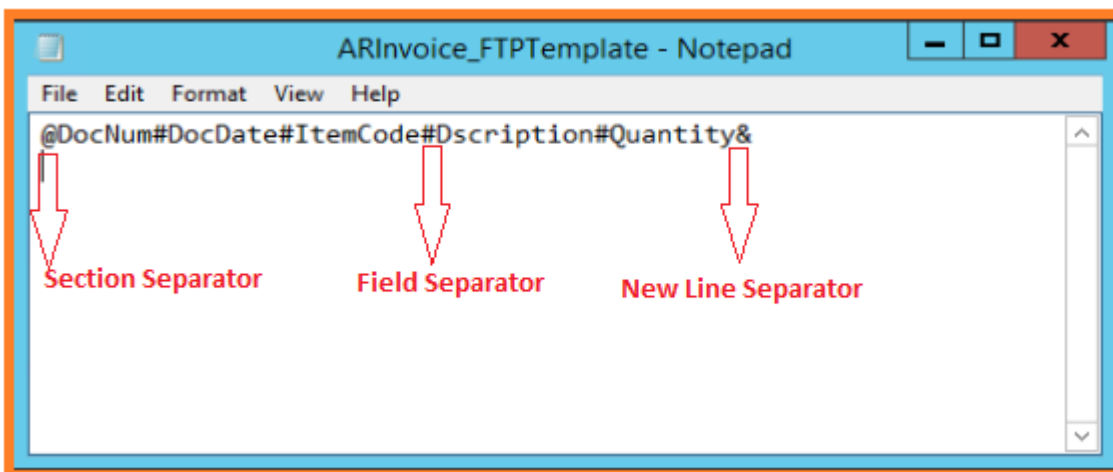 ARInvoice_FTPTemplate - Notepad
File Edit Format View Help
@DocNum#DocDate#ItemCode#Dscription#Quantity&
Section Separator
Field Separator
New Line Separator